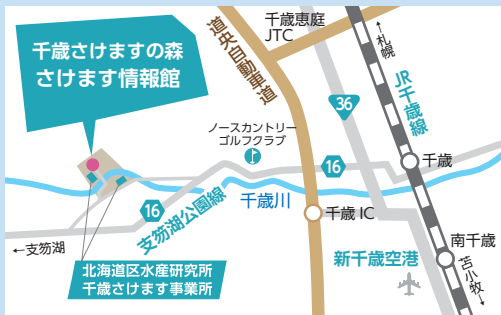 千歳さけますの森
さけます情報館
道央自動車道
千歳恵庭
JTC
←札幌
36
JR千歳線
ノースカントリー
ゴルフクラブ
16
千歳
16
支笏湖公園線
千歳川
千歳 IC
←支笏湖
北海道区水産研究所
千歳さけます事業所
新千歳空港
南千歳
苫小牧→